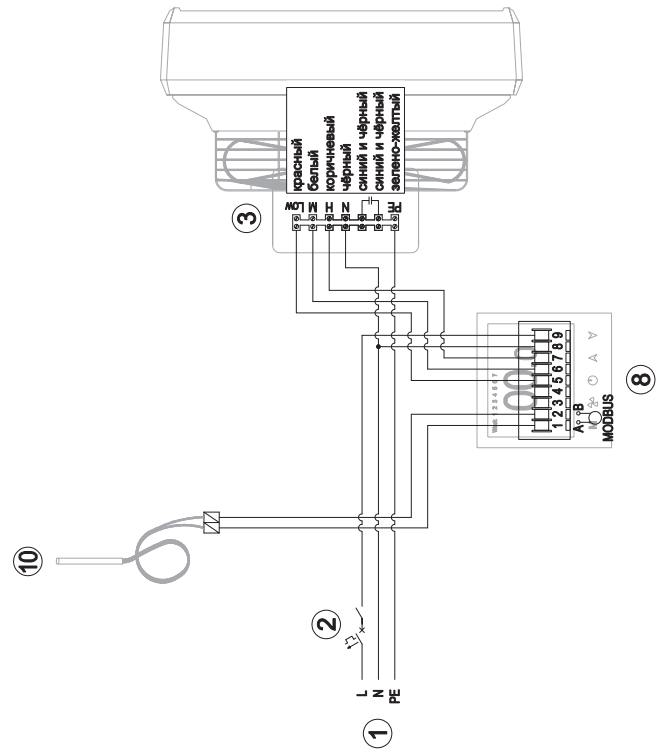 красный
белый
коричневый
чёрный
синий и чёрный
синий и чёрный
зелено-желтый
Low
M
H
N
PE
3
1 2 3 4 5 6 7 8 9
A B
MODBUS
8
10
2
L
N
PE
1